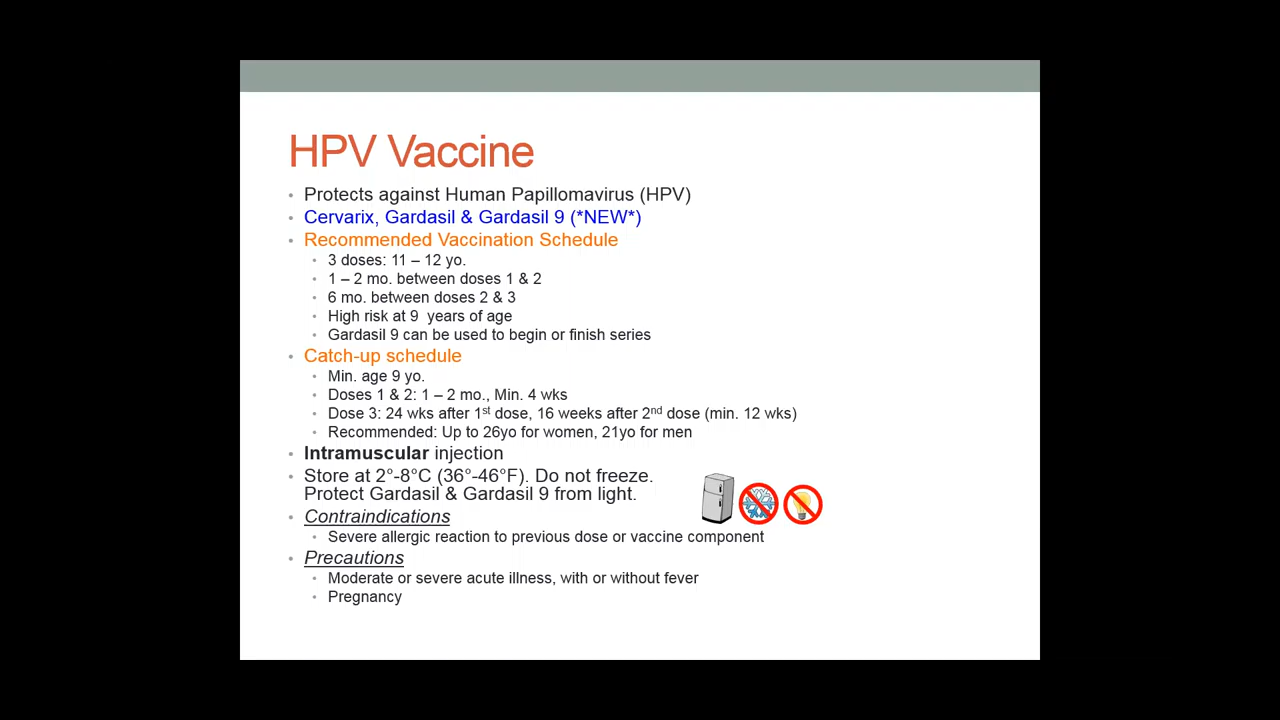 HPV Vaccine
• Protects against Human Papillomavirus (HPV)
• Cervarix, Gardasil & Gardasil 9 (*NEW*)
• Recommended Vaccination Schedule
• 3 doses: 11 – 12 yo.
• 1 – 2 mo. between doses 1 & 2
• 6 mo. between doses 2 & 3
• High risk at 9 years of age
• Gardasil 9 can be used to begin or finish series
• Catch-up schedule
• Min. age 9 yo.
• Doses 1 & 2: 1 – 2 mo., Min. 4 wks
• Dose 3: 24 wks after 1st dose, 16 weeks after 2nd dose (min. 12 wks)
• Recommended: Up to 26yo for women, 21yo for men
• Intramuscular injection
• Store at 2°-8°C (36°-46°F). Do not freeze.
Protect Gardasil & Gardasil 9 from light.
• Contraindications
• Severe allergic reaction to previous dose or vaccine component
• Precautions
• Moderate or severe acute illness, with or without fever
• Pregnancy